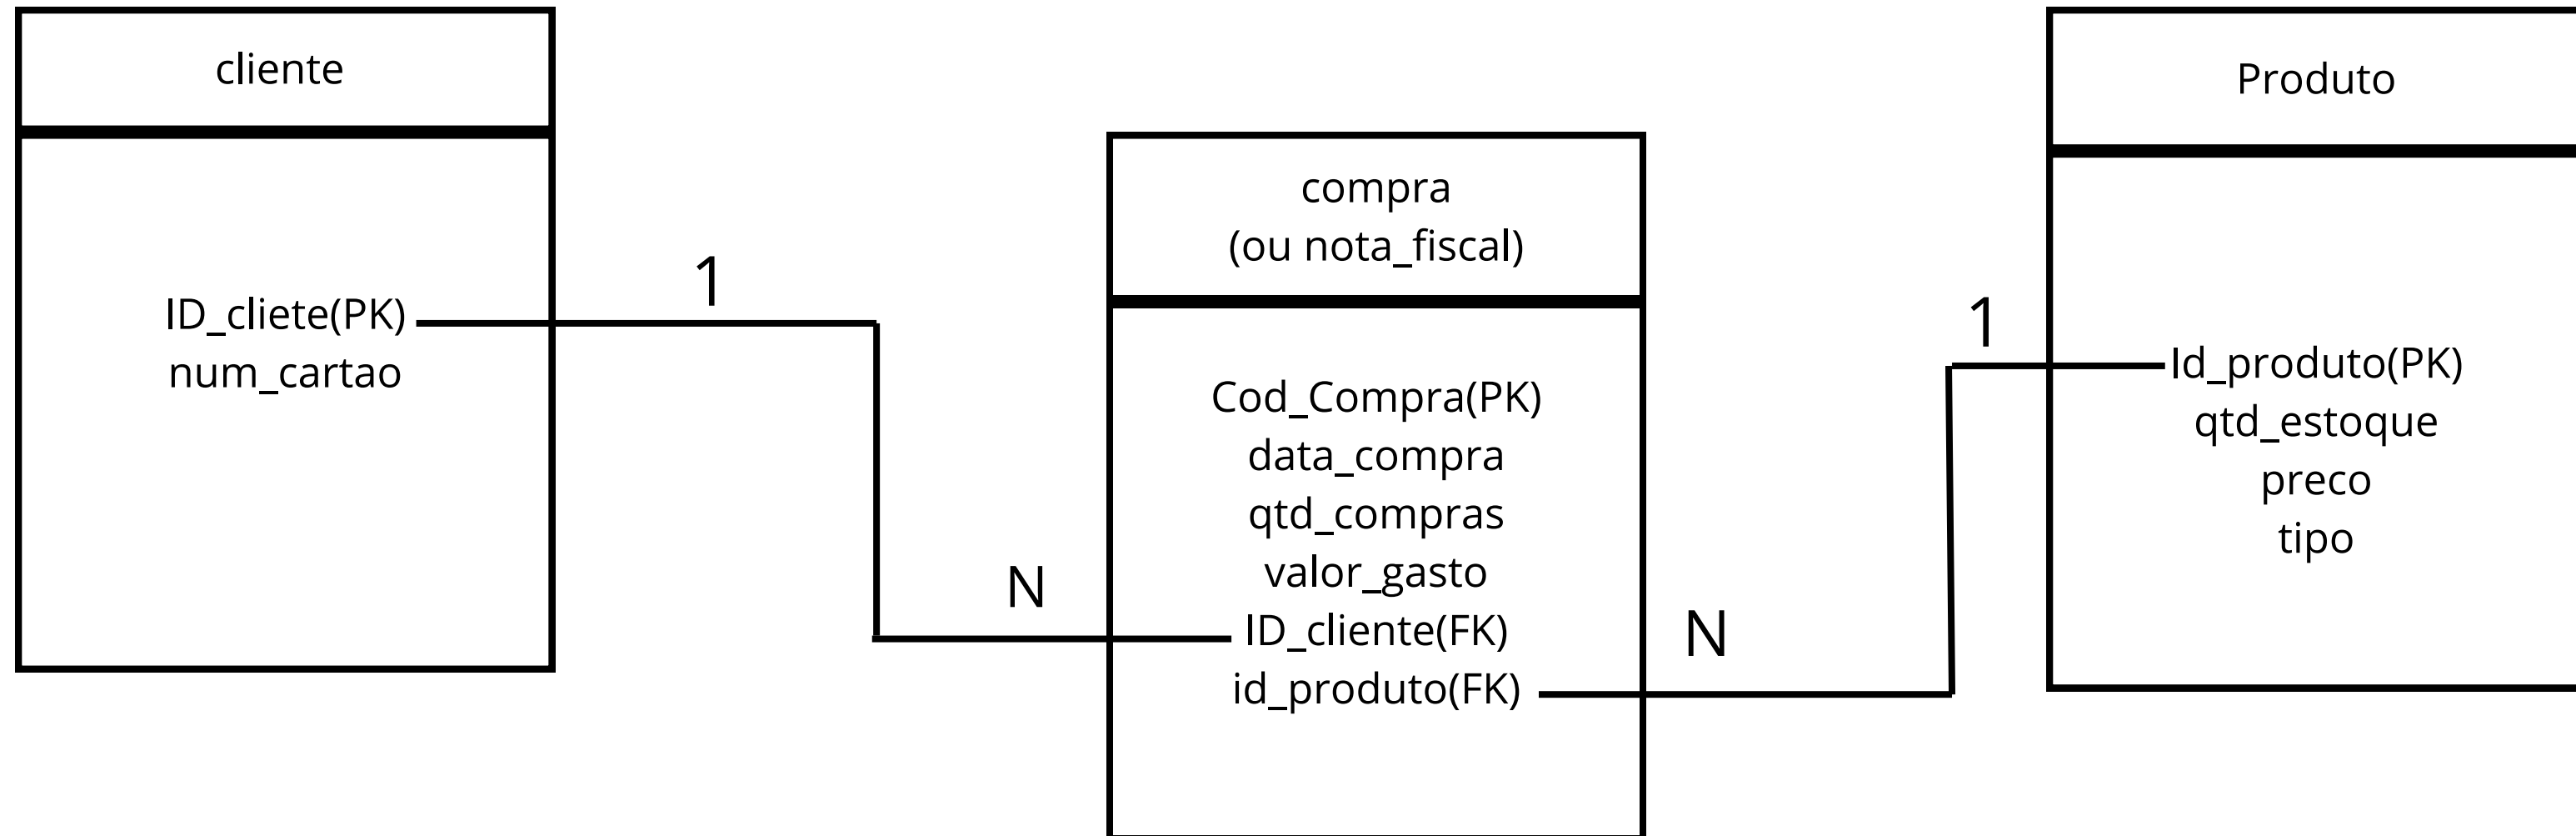 cliente
ID_cliete(PK)
num_cartao
1
N
compra
(ou nota_fiscal)
Cod_Compra(PK)
data_compra
qtd_compras
valor_gasto
ID_cliente(FK)
id_produto(FK)
N
1
Produto
Id_produto(PK)
qtd_estoque
preco
tipo